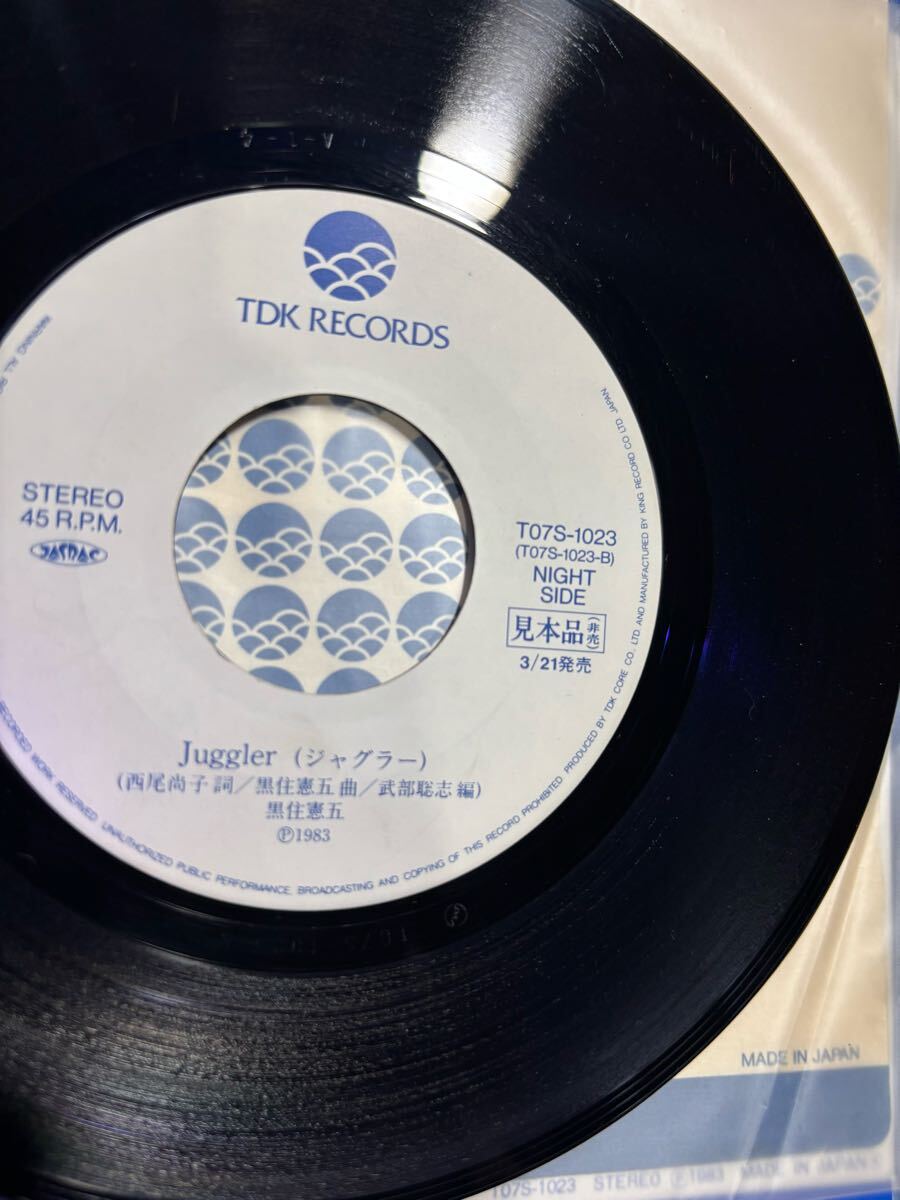 A-1-4
TDK RECORDS
STEREO
45 R.P.M.
JASRAC
T07S-1023
(T07S-1023-B)
NIGHT
SIDE
見本品(非売)
3/21発売
Juggler (ジャグラー)
(西尾尚子 詞/黒住憲五 曲/武部聡志 編)
黒住憲五
Ⓟ1983
RECORDED WORK RESERVED. UNAUTHORIZED PUBLIC PERFORMANCE, BROADCASTING AND COPYING OF THIS RECORD PROHIBITED. PRODUCED BY TDK CORE CO., LTD AND MANUFACTURED BY KING RECORD CO LTD. JAPAN
MADE IN JAPAN
T07S-1023 STEREO Ⓟ1983 MADE IN JAPAN